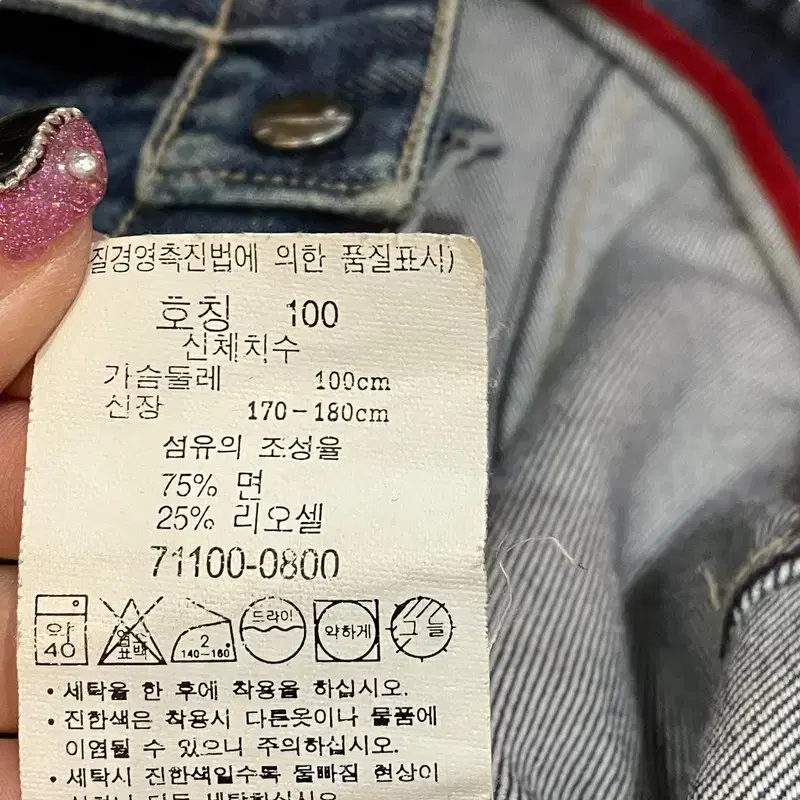 질경영촉진법에 의한 품질표시)
호칭 100
신체치수
가슴둘레 100cm
신장 170-180cm
섬유의 조성율
75% 면
25% 리오셀
71100-0800
약 40 염소 표백 2 140-160 드라이 약하게 그늘
• 세탁을 한 후에 착용을 하십시오.
• 진한색은 착용시 다른옷이나 물품에
이염될 수 있으니 주의하십시오.
• 세탁시 진한색일수록 물빠짐 현상이